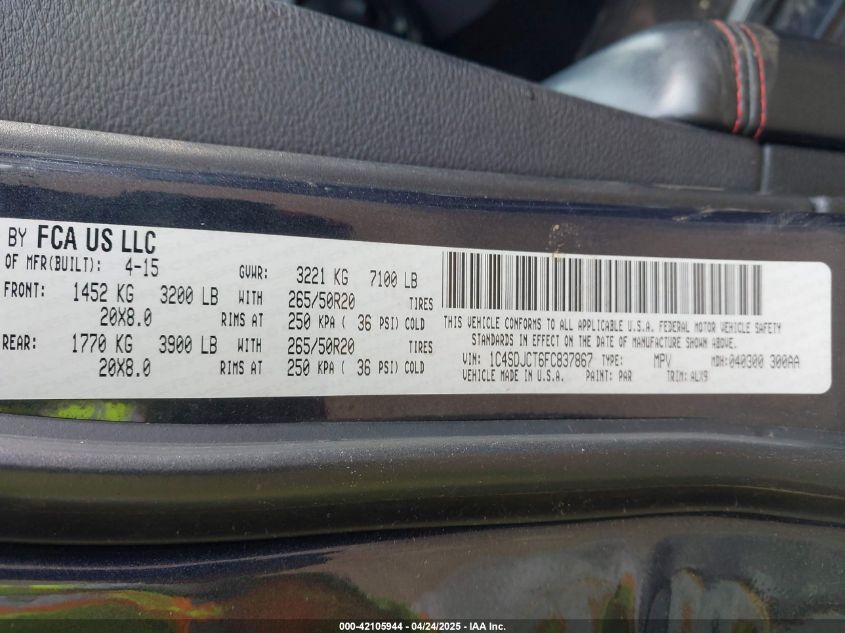 BY FCA US LLC
OF MFR(BUILT): 4-15 GVWR: 3221 KG 7100 LB
FRONT: 1452 KG 3200 LB WITH 265/50R20 TIRES
20X8.0 RIMS AT 250 KPA ( 36 PSI) COLD
REAR: 1770 KG 3900 LB WITH 265/50R20 TIRES
20X8.0 RIMS AT 250 KPA ( 36 PSI) COLD
THIS VEHICLE CONFORMS TO ALL APPLICABLE U.S.A. FEDERAL MOTOR VEHICLE SAFETY
STANDARDS IN EFFECT ON THE DATE OF MANUFACTURE SHOWN ABOVE.
VIN: 1C4SDJCT6FC837867 TYPE: MPV MDH: 040300 300AA
VEHICLE MADE IN U.S.A. PAINT: PAR TRIM: ALX9
000-42105944 / 04/24/2025 - IAA Inc.